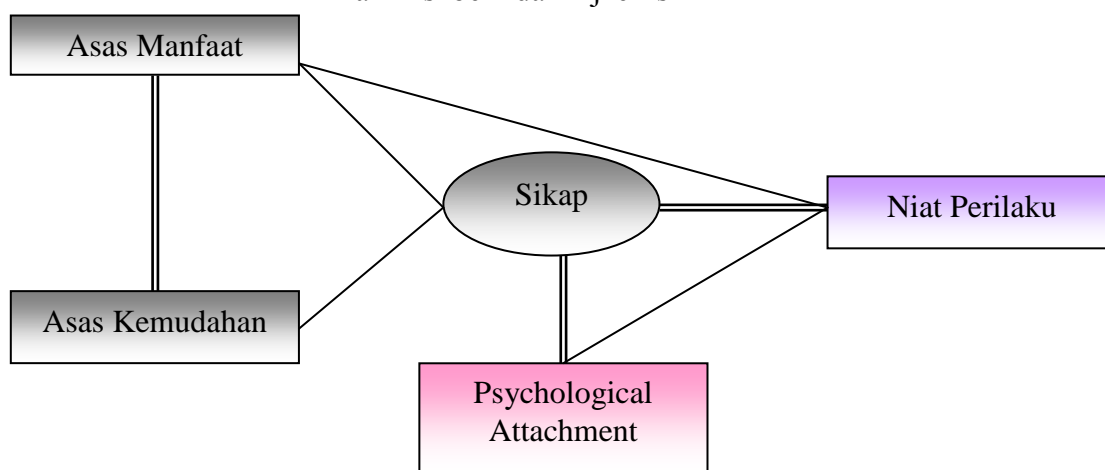 Asas Manfaat
Sikap
Niat Perilaku
Asas Kemudahan
Psychological
Attachment